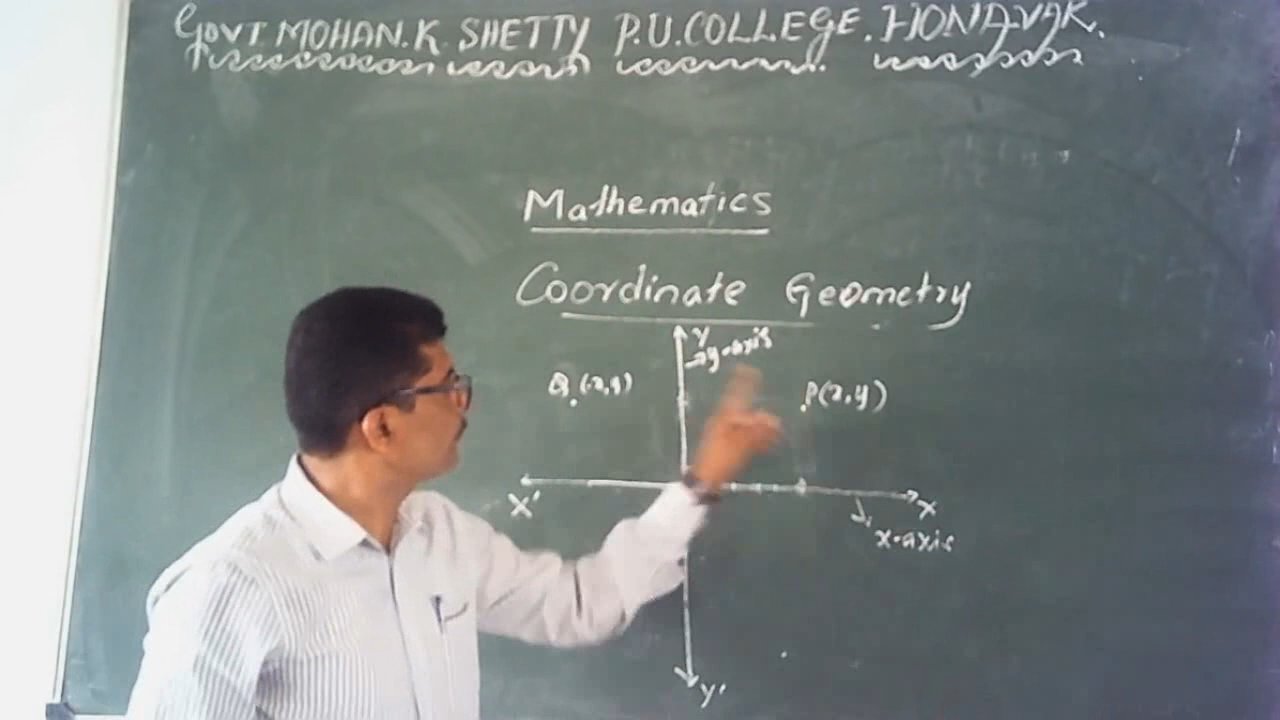 GOVT MOHAN.K SHETTY P.U.COLLEGE. HONAVAR.
Mathematics
Coordinate Geometry
Y
y-axis
Q (-x,y)
P(x,y)
X'
X
x-axis
Y'